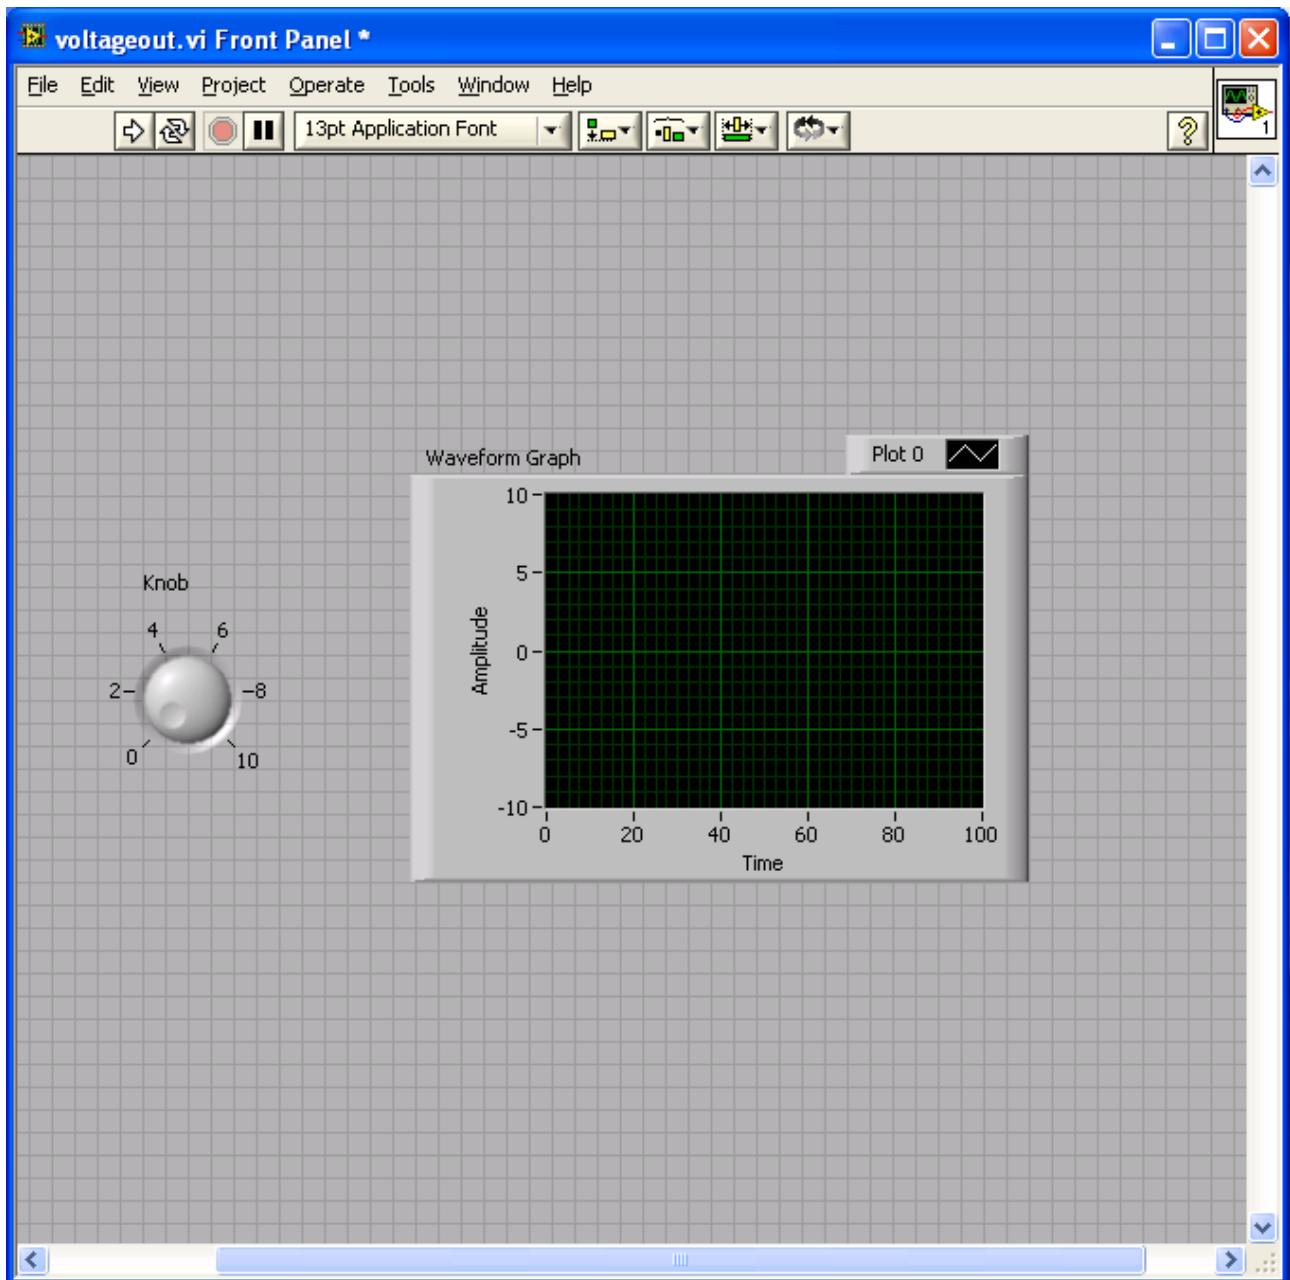 voltageout.vi Front Panel *
File Edit View Project Operate Tools Window Help
13pt Application Font
?
1
Waveform Graph
Plot 0
10
5
0
-5
-10
Amplitude
0 20 40 60 80 100
Time
Knob
4 6
2 8
0 10